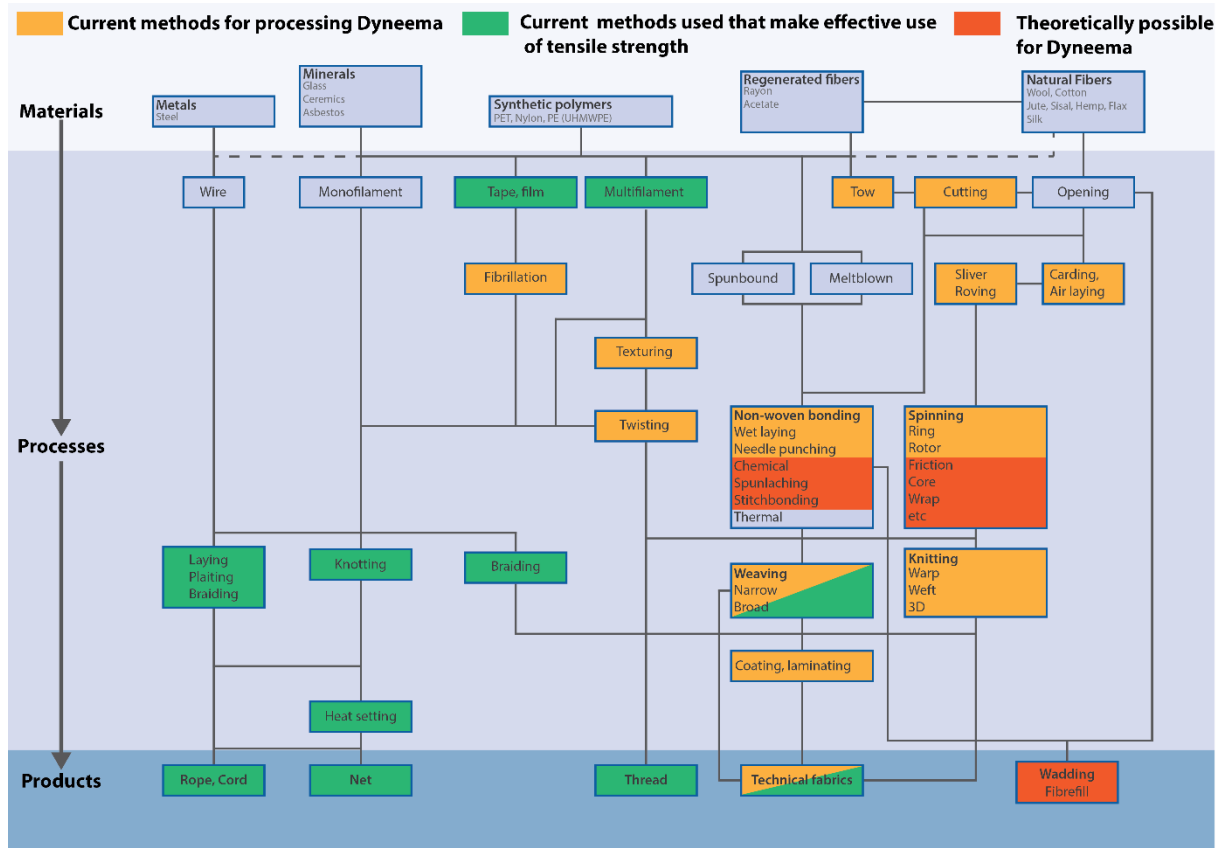 Current methods for processing Dyneema
Current methods used that make effective use
of tensile strength
Theoretically possible
for Dyneema
Materials
Metals
Steel
Minerals
Glass
Ceremics
Asbestos
Synthetic polymers
PET, Nylon, PE (UHMWPE)
Regenerated fibers
Rayon
Acetate
Natural Fibers
Wool, Cotton
Jute, Sisal, Hemp, Flax
Silk
Wire
Monofilament
Tape, film
Multifilament
Tow
Cutting
Opening
Fibrillation
Spunbound
Meltblown
Sliver
Roving
Carding,
Air laying
Texturing
Twisting
Processes
Non-woven bonding
Wet laying
Needle punching
Chemical
Spunlaching
Stitchbonding
Thermal
Spinning
Ring
Rotor
Friction
Core
Wrap
etc
Laying
Plaiting
Braiding
Knotting
Braiding
Weaving
Narrow
Broad
Knitting
Warp
Weft
3D
Coating, laminating
Heat setting
Products
Rope, Cord
Net
Thread
Technical fabrics
Wadding
Fibrefill